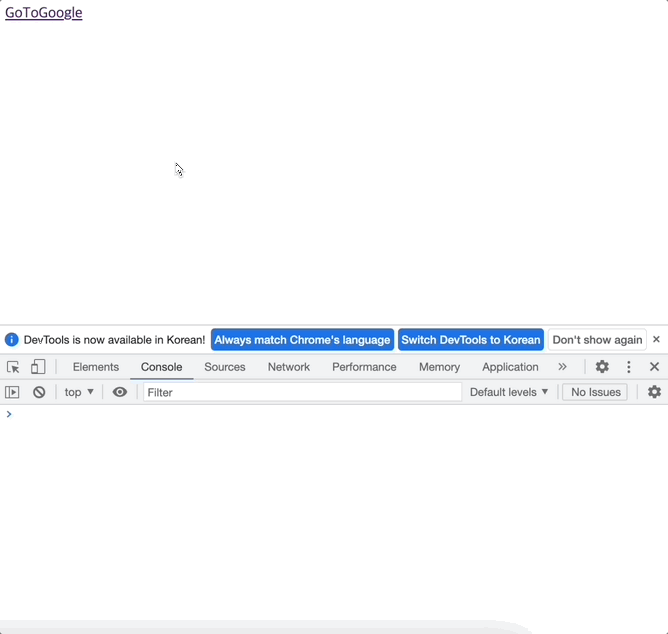 GoToGoogle
DevTools is now available in Korean! Always match Chrome's language Switch DevTools to Korean Don't show again
Elements Console Sources Network Performance Memory Application
top Filter Default levels No Issues